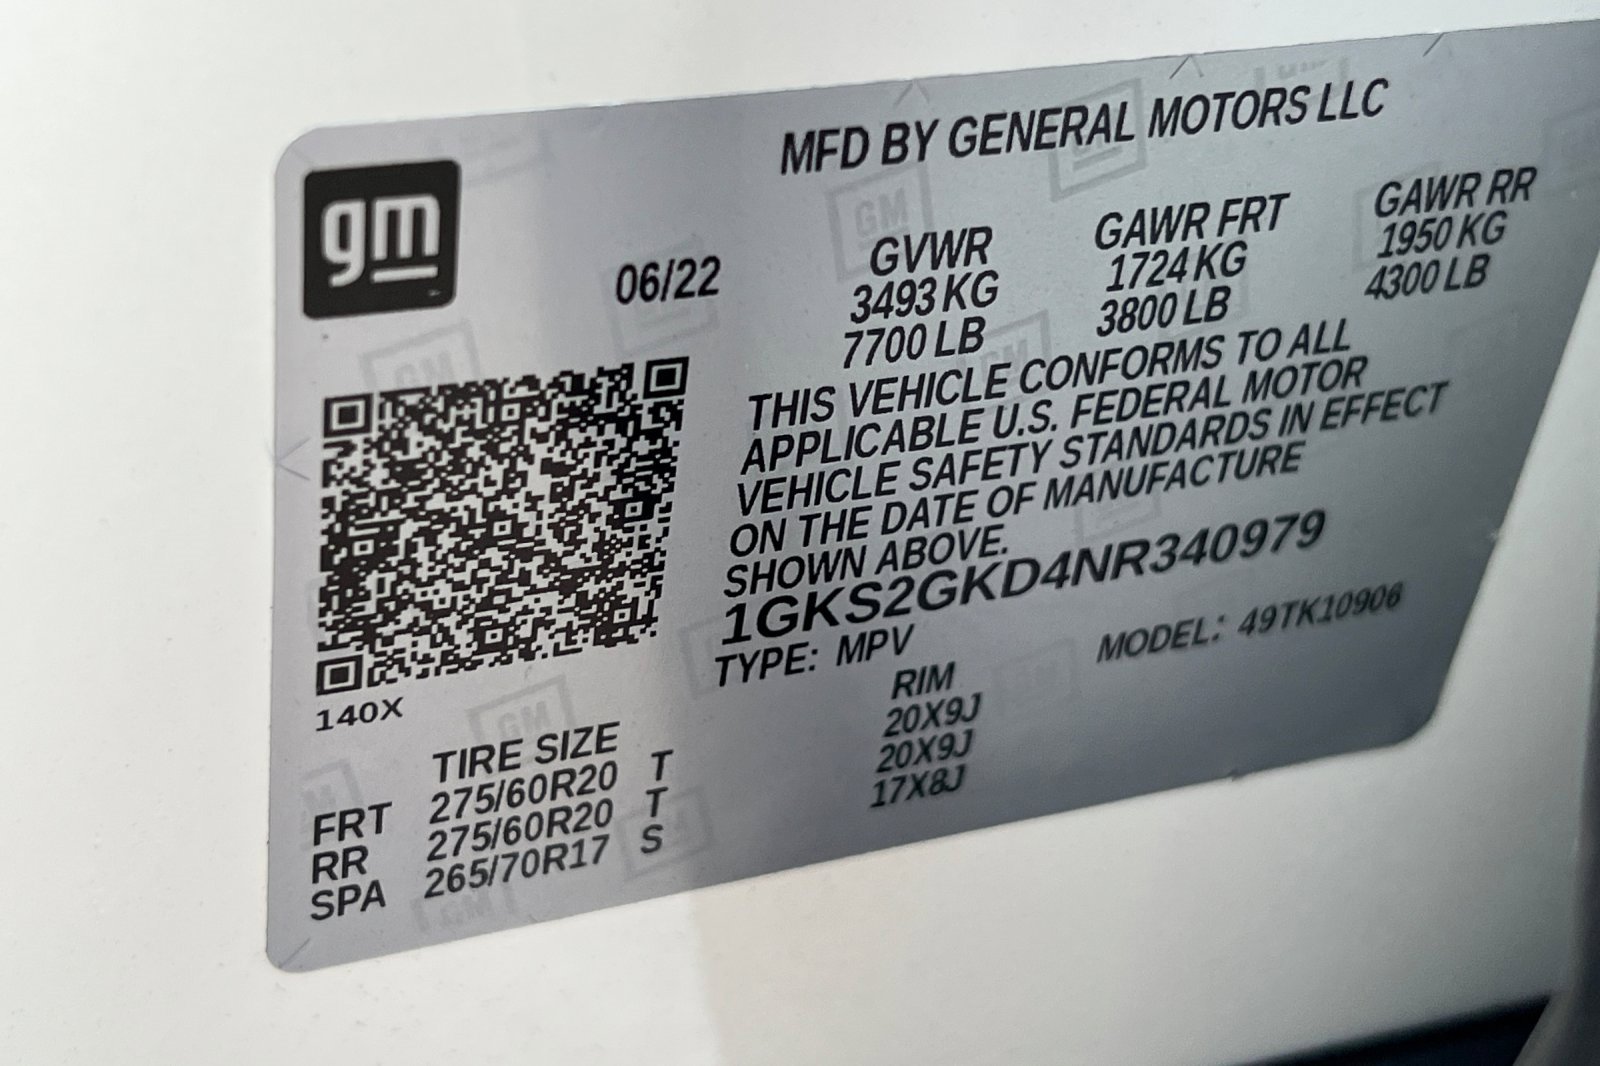 gm
MFD BY GENERAL MOTORS LLC
06/22
GVWR GAWR FRT GAWR RR
3493 KG 1724 KG 1950 KG
7700 LB 3800 LB 4300 LB
THIS VEHICLE CONFORMS TO ALL
APPLICABLE U.S. FEDERAL MOTOR
VEHICLE SAFETY STANDARDS IN EFFECT
ON THE DATE OF MANUFACTURE
SHOWN ABOVE.
1GKS2GKD4NR340979
TYPE: MPV MODEL: 49TK10906
140X
TIRE SIZE RIM
FRT 275/60R20 T 20X9J
RR 275/60R20 T 20X9J
SPA 265/70R17 S 17X8J